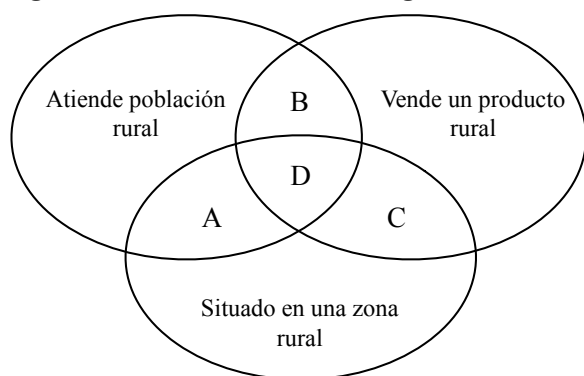 Atiende población
rural
B
Vende un producto
rural
D
A
C
Situado en una zona
rural